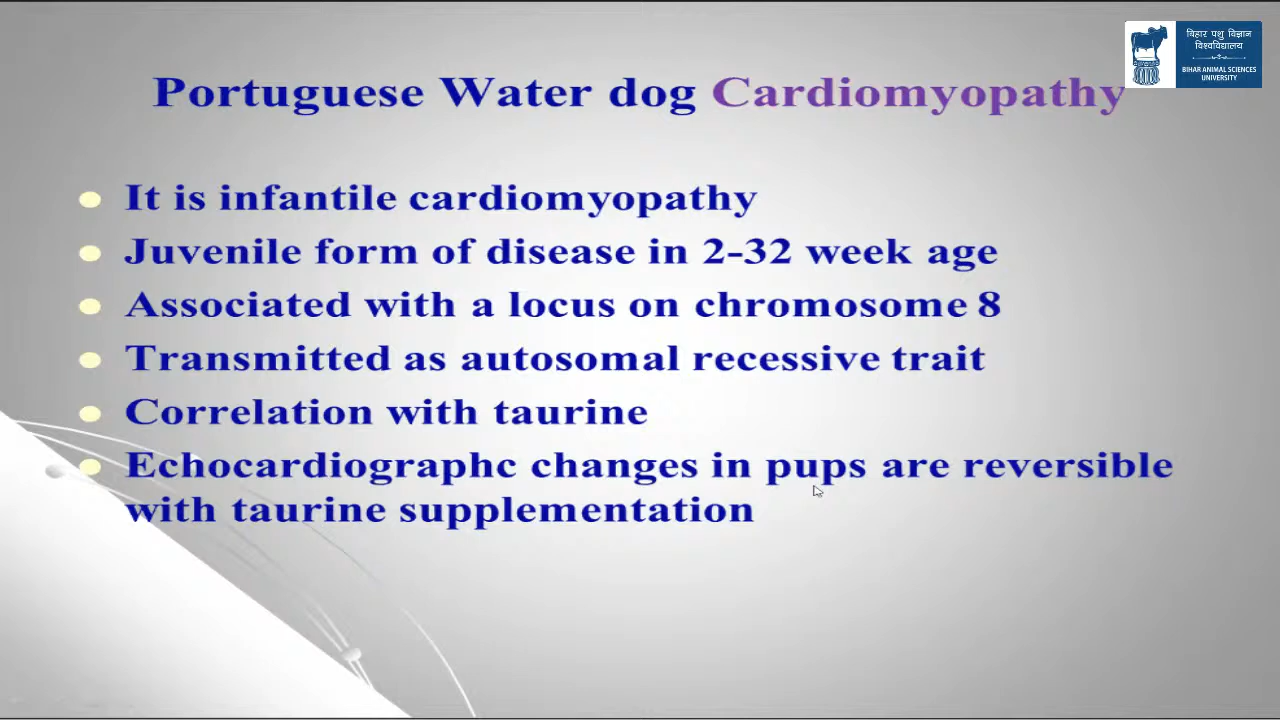 बिहार पशु विज्ञान
विश्वविद्यालय
BIHAR ANIMAL SCIENCES
UNIVERSITY
Portuguese Water dog Cardiomyopathy
It is infantile cardiomyopathy
Juvenile form of disease in 2-32 week age
Associated with a locus on chromosome 8
Transmitted as autosomal recessive trait
Correlation with taurine
Echocardiographc changes in pups are reversible
with taurine supplementation